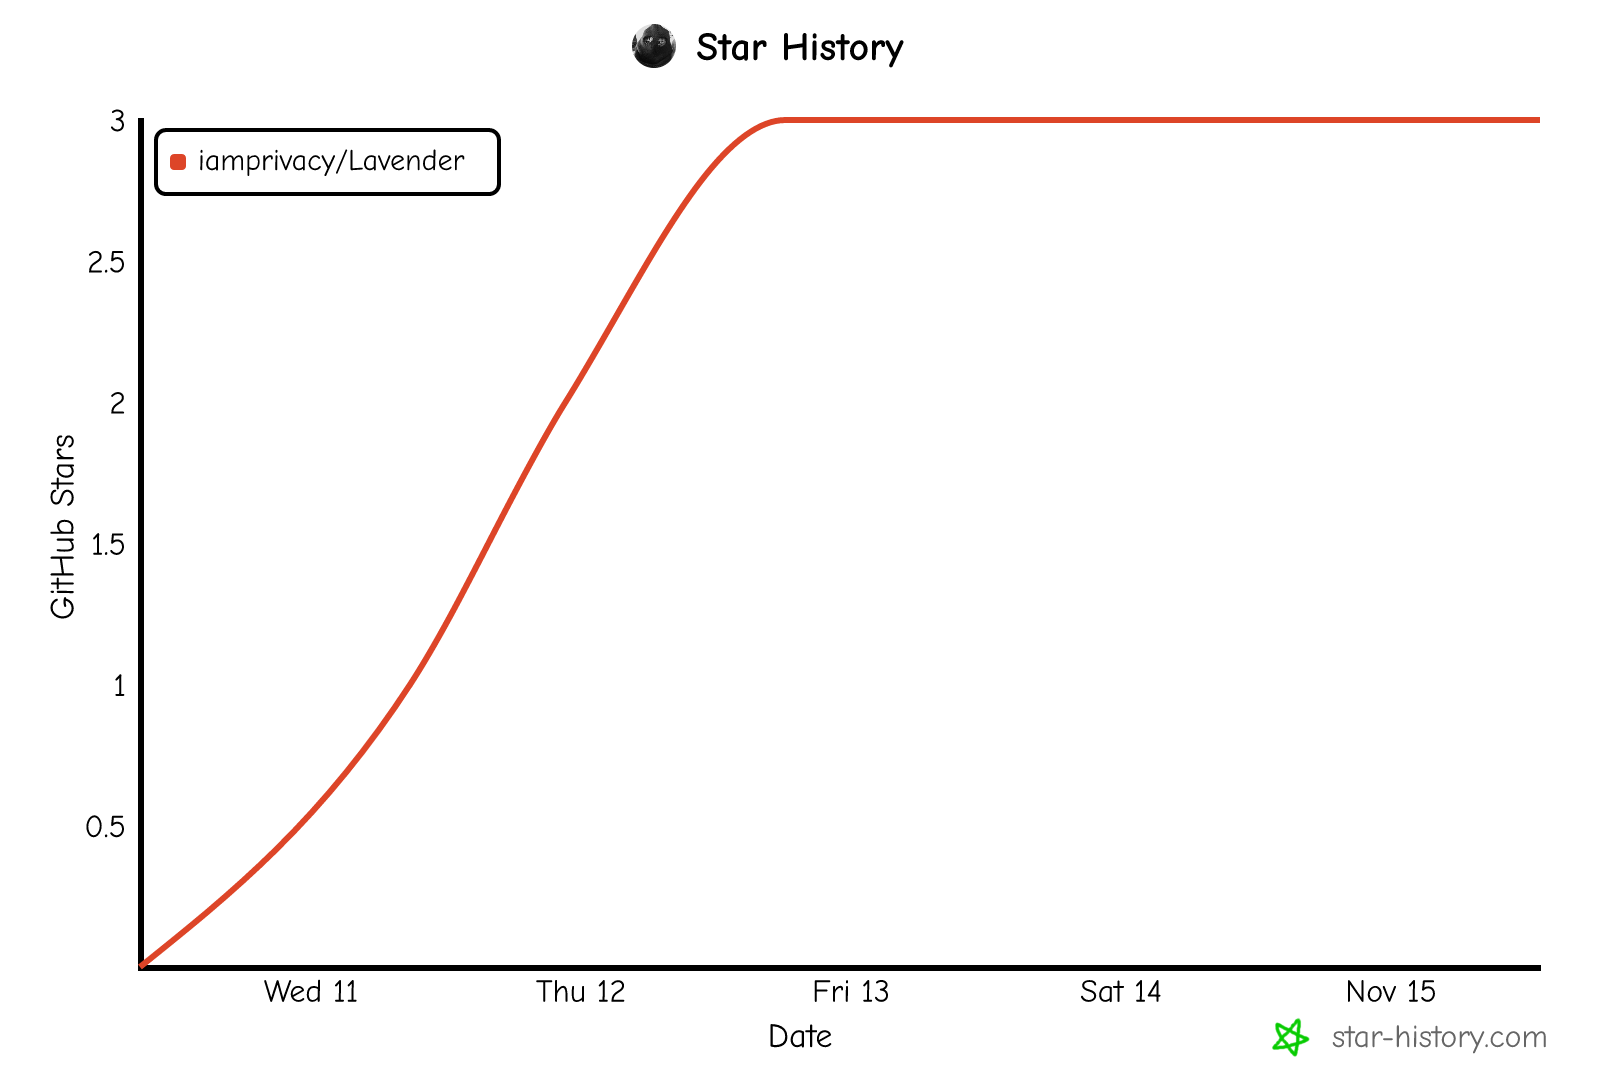 Star History
iamprivacy/Lavender
3
2.5
2
1.5
1
0.5
GitHub Stars
Wed 11
Thu 12
Fri 13
Sat 14
Nov 15
Date
star-history.com